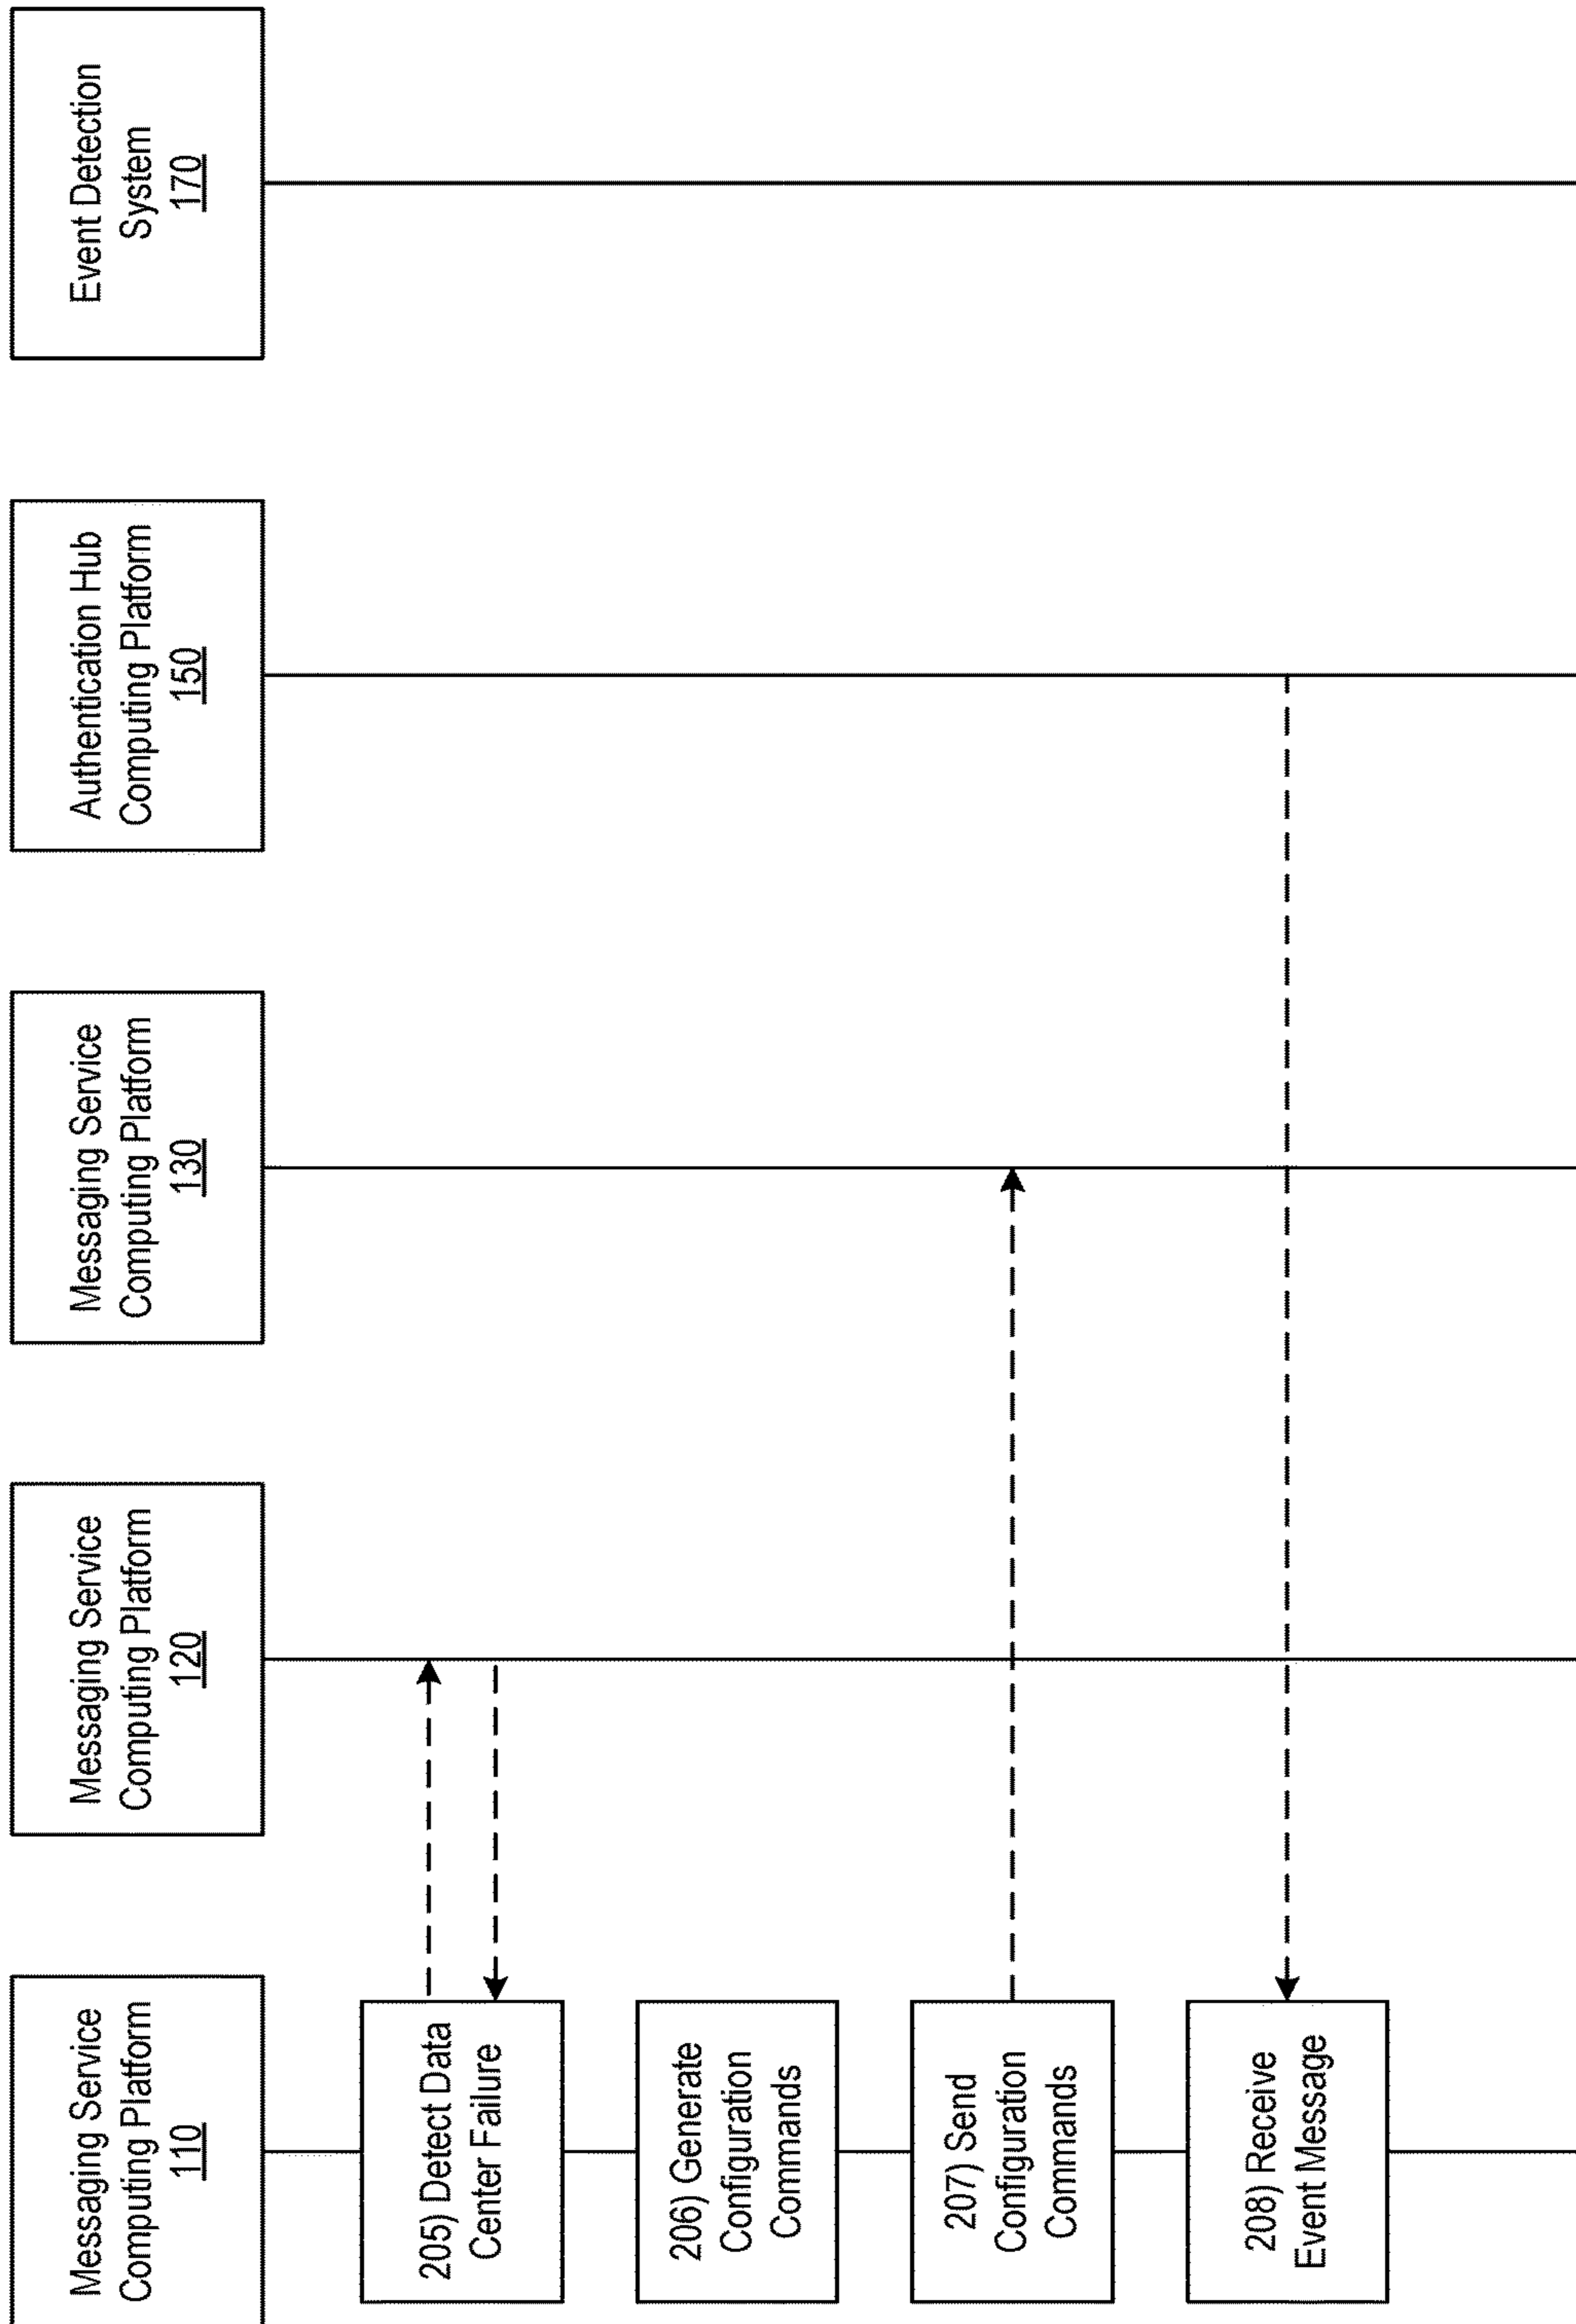 Messaging Service
Computing Platform
110
Messaging Service
Computing Platform
120
Messaging Service
Computing Platform
130
Authentication Hub
Computing Platform
150
Event Detection
System
170
205) Detect Data
Center Failure
206) Generate
Configuration
Commands
207) Send
Configuration
Commands
208) Receive
Event Message